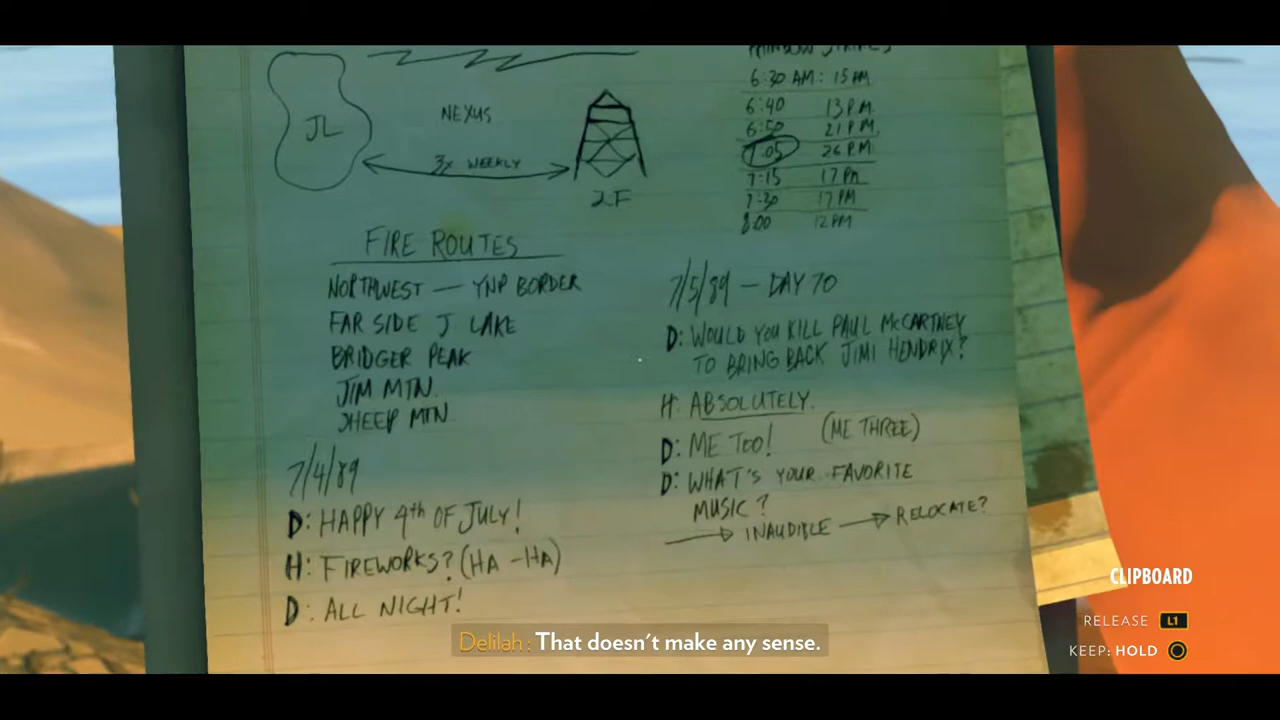 JL
NEXUS
3X WEEKLY
2F
6:30 AM: 15 PM
6:40 13 P.M.
6:50 21 P.M.
7:05 26 P.M
7:15 17 PM
7:30 17 PM
8:00 12 PM
FIRE ROUTES
NORTHWEST — YNP BORDER
FAR SIDE J LAKE
BRIDGER PEAK
JIM MTN.
SHEEP MTN.
7/4/89
D: HAPPY 4th OF JULY!
H: FIREWORKS? (HA-HA)
D: ALL NIGHT!
7/5/89 — DAY 70
D: WOULD YOU KILL PAUL McCARTNEY
TO BRING BACK JIMI HENDRIX?
H: ABSOLUTELY.
D: ME TOO! (ME THREE)
D: WHAT'S YOUR FAVORITE
MUSIC?
→ INAUDIBLE → RELOCATE?
CLIPBOARD
RELEASE L1
KEEP: HOLD
Delilah: That doesn't make any sense.